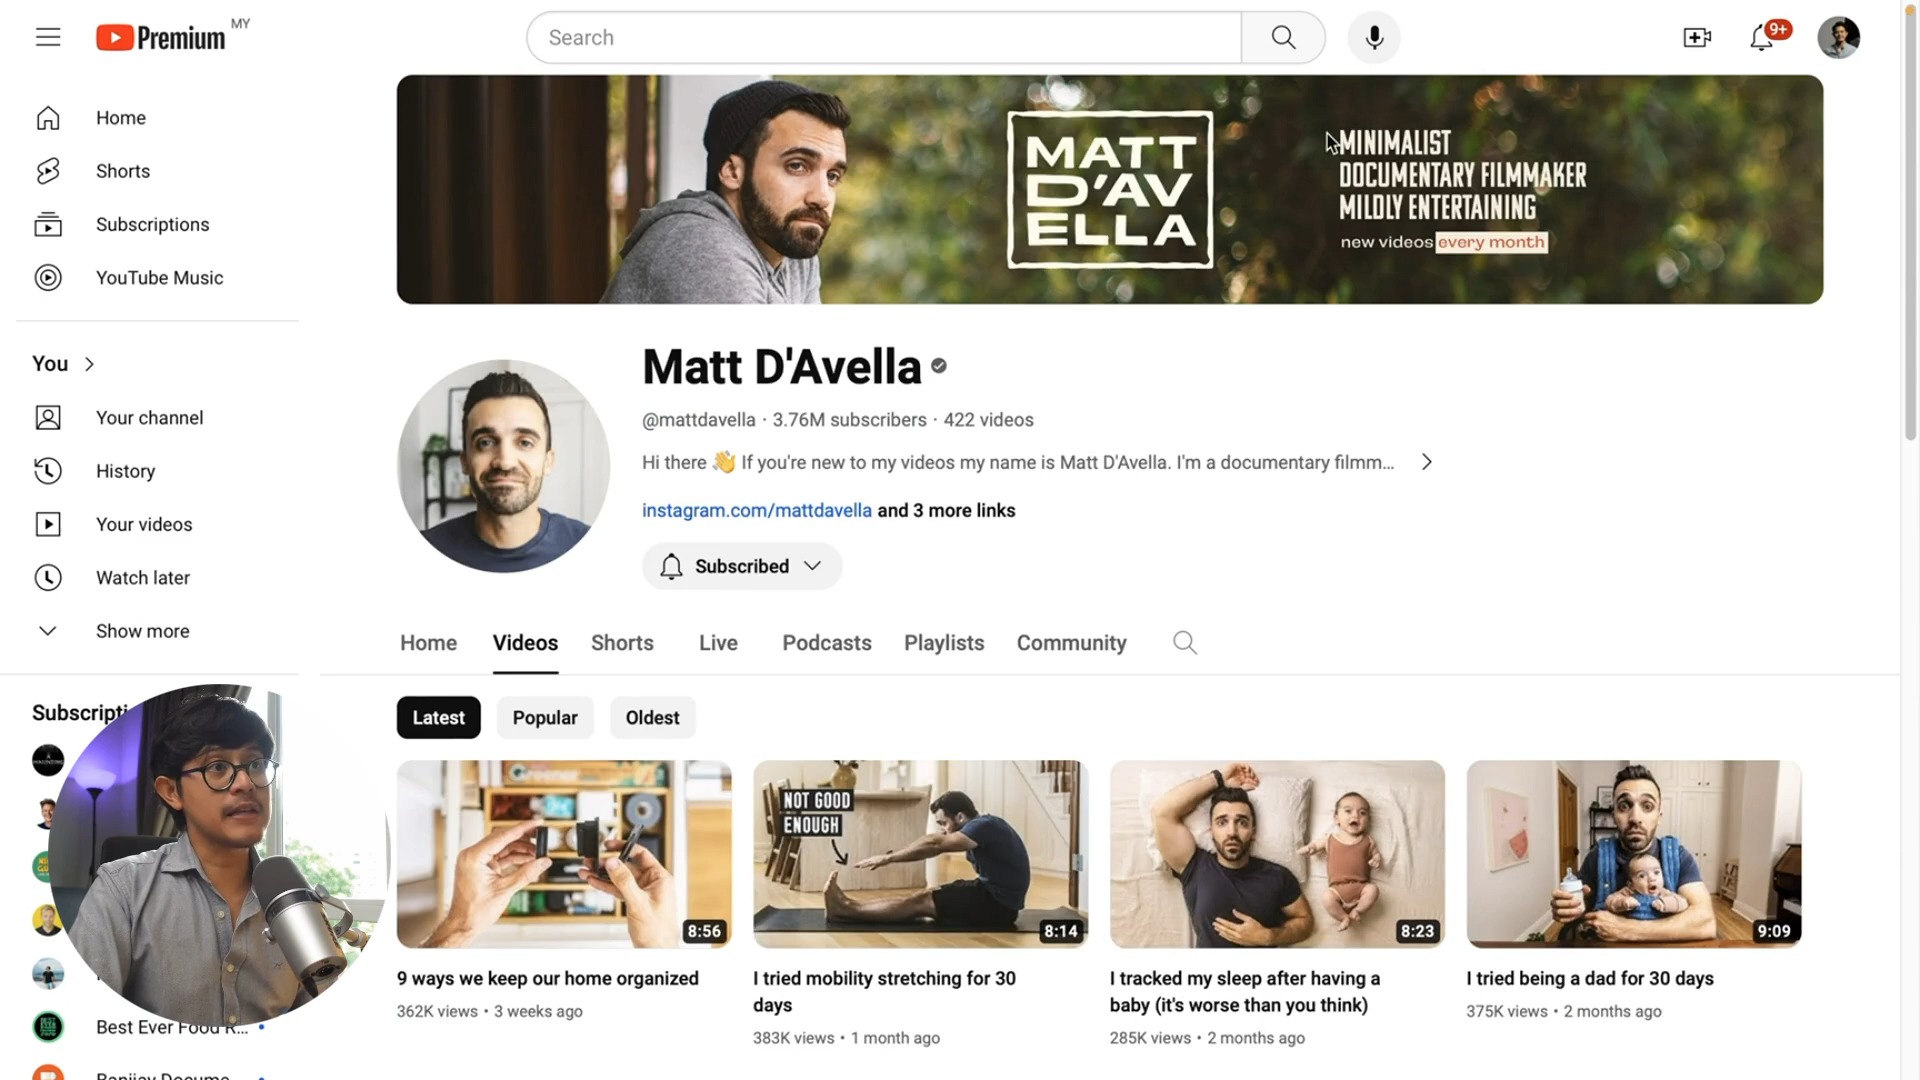 Premium MY
Search
9+
Home
Shorts
Subscriptions
YouTube Music
You
Your channel
History
Your videos
Watch later
Show more
Best Ever Food R...
MATT
D'AV
ELLA
MINIMALIST
DOCUMENTARY FILMMAKER
MILDLY ENTERTAINING
new videos every month
Matt D'Avella
@mattdavella · 3.76M subscribers · 422 videos
Hi there 👋 If you're new to my videos my name is Matt D'Avella. I'm a documentary filmm...
instagram.com/mattdavella and 3 more links
Subscribed
Home Videos Shorts Live Podcasts Playlists Community
Latest Popular Oldest
8:56
9 ways we keep our home organized
362K views • 3 weeks ago
NOT GOOD
ENOUGH
8:14
I tried mobility stretching for 30
days
383K views • 1 month ago
8:23
I tracked my sleep after having a
baby (it's worse than you think)
285K views • 2 months ago
9:09
I tried being a dad for 30 days
375K views • 2 months ago